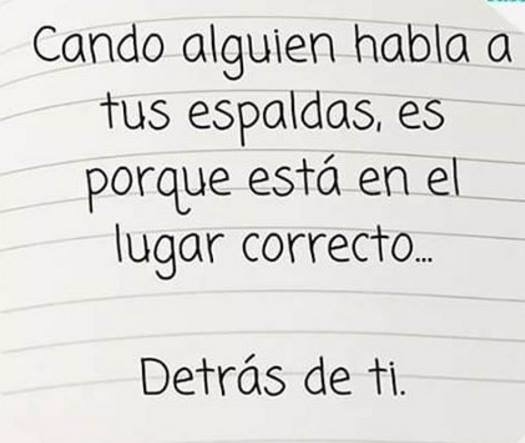 Cando alguien habla a
tus espaldas, es
porque está en el
lugar correcto...
Detrás de ti.